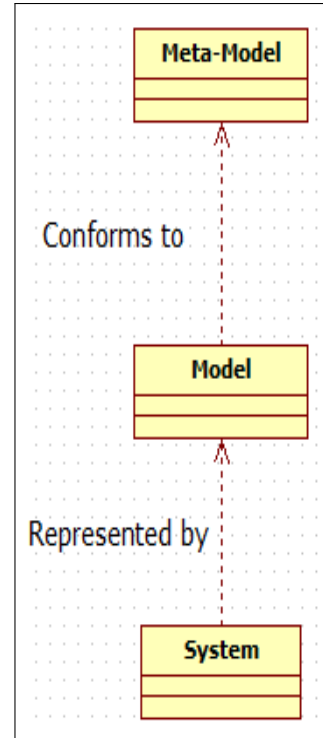 Meta-Model
Conforms to
Model
Represented by
System